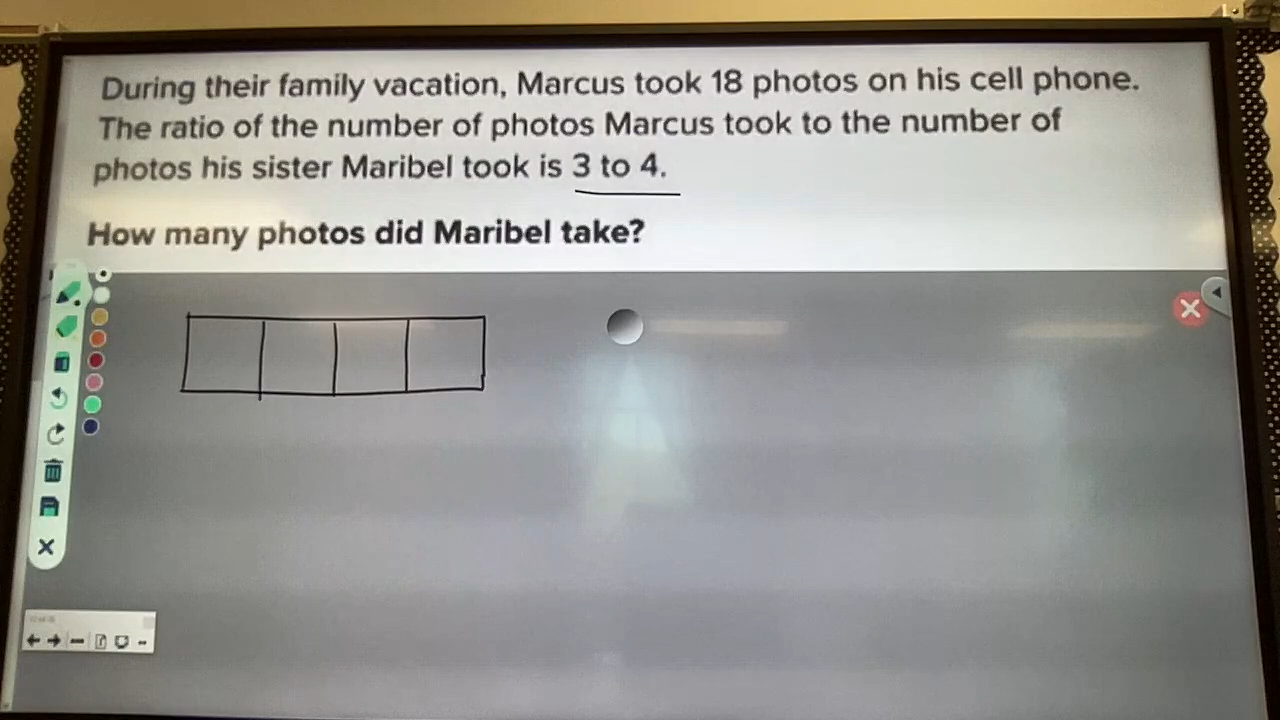 During their family vacation, Marcus took 18 photos on his cell phone.
The ratio of the number of photos Marcus took to the number of
photos his sister Maribel took is 3 to 4.
How many photos did Maribel take?